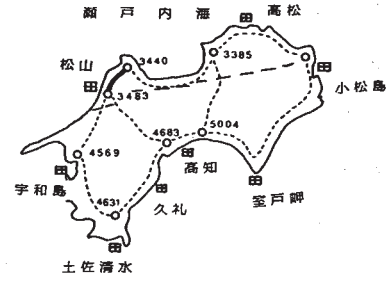 瀬戸内海
高松
松山
3440
3385
小松島
3483
4683
5004
4569
高知
宇和島
4631
久礼
室戸岬
土佐清水